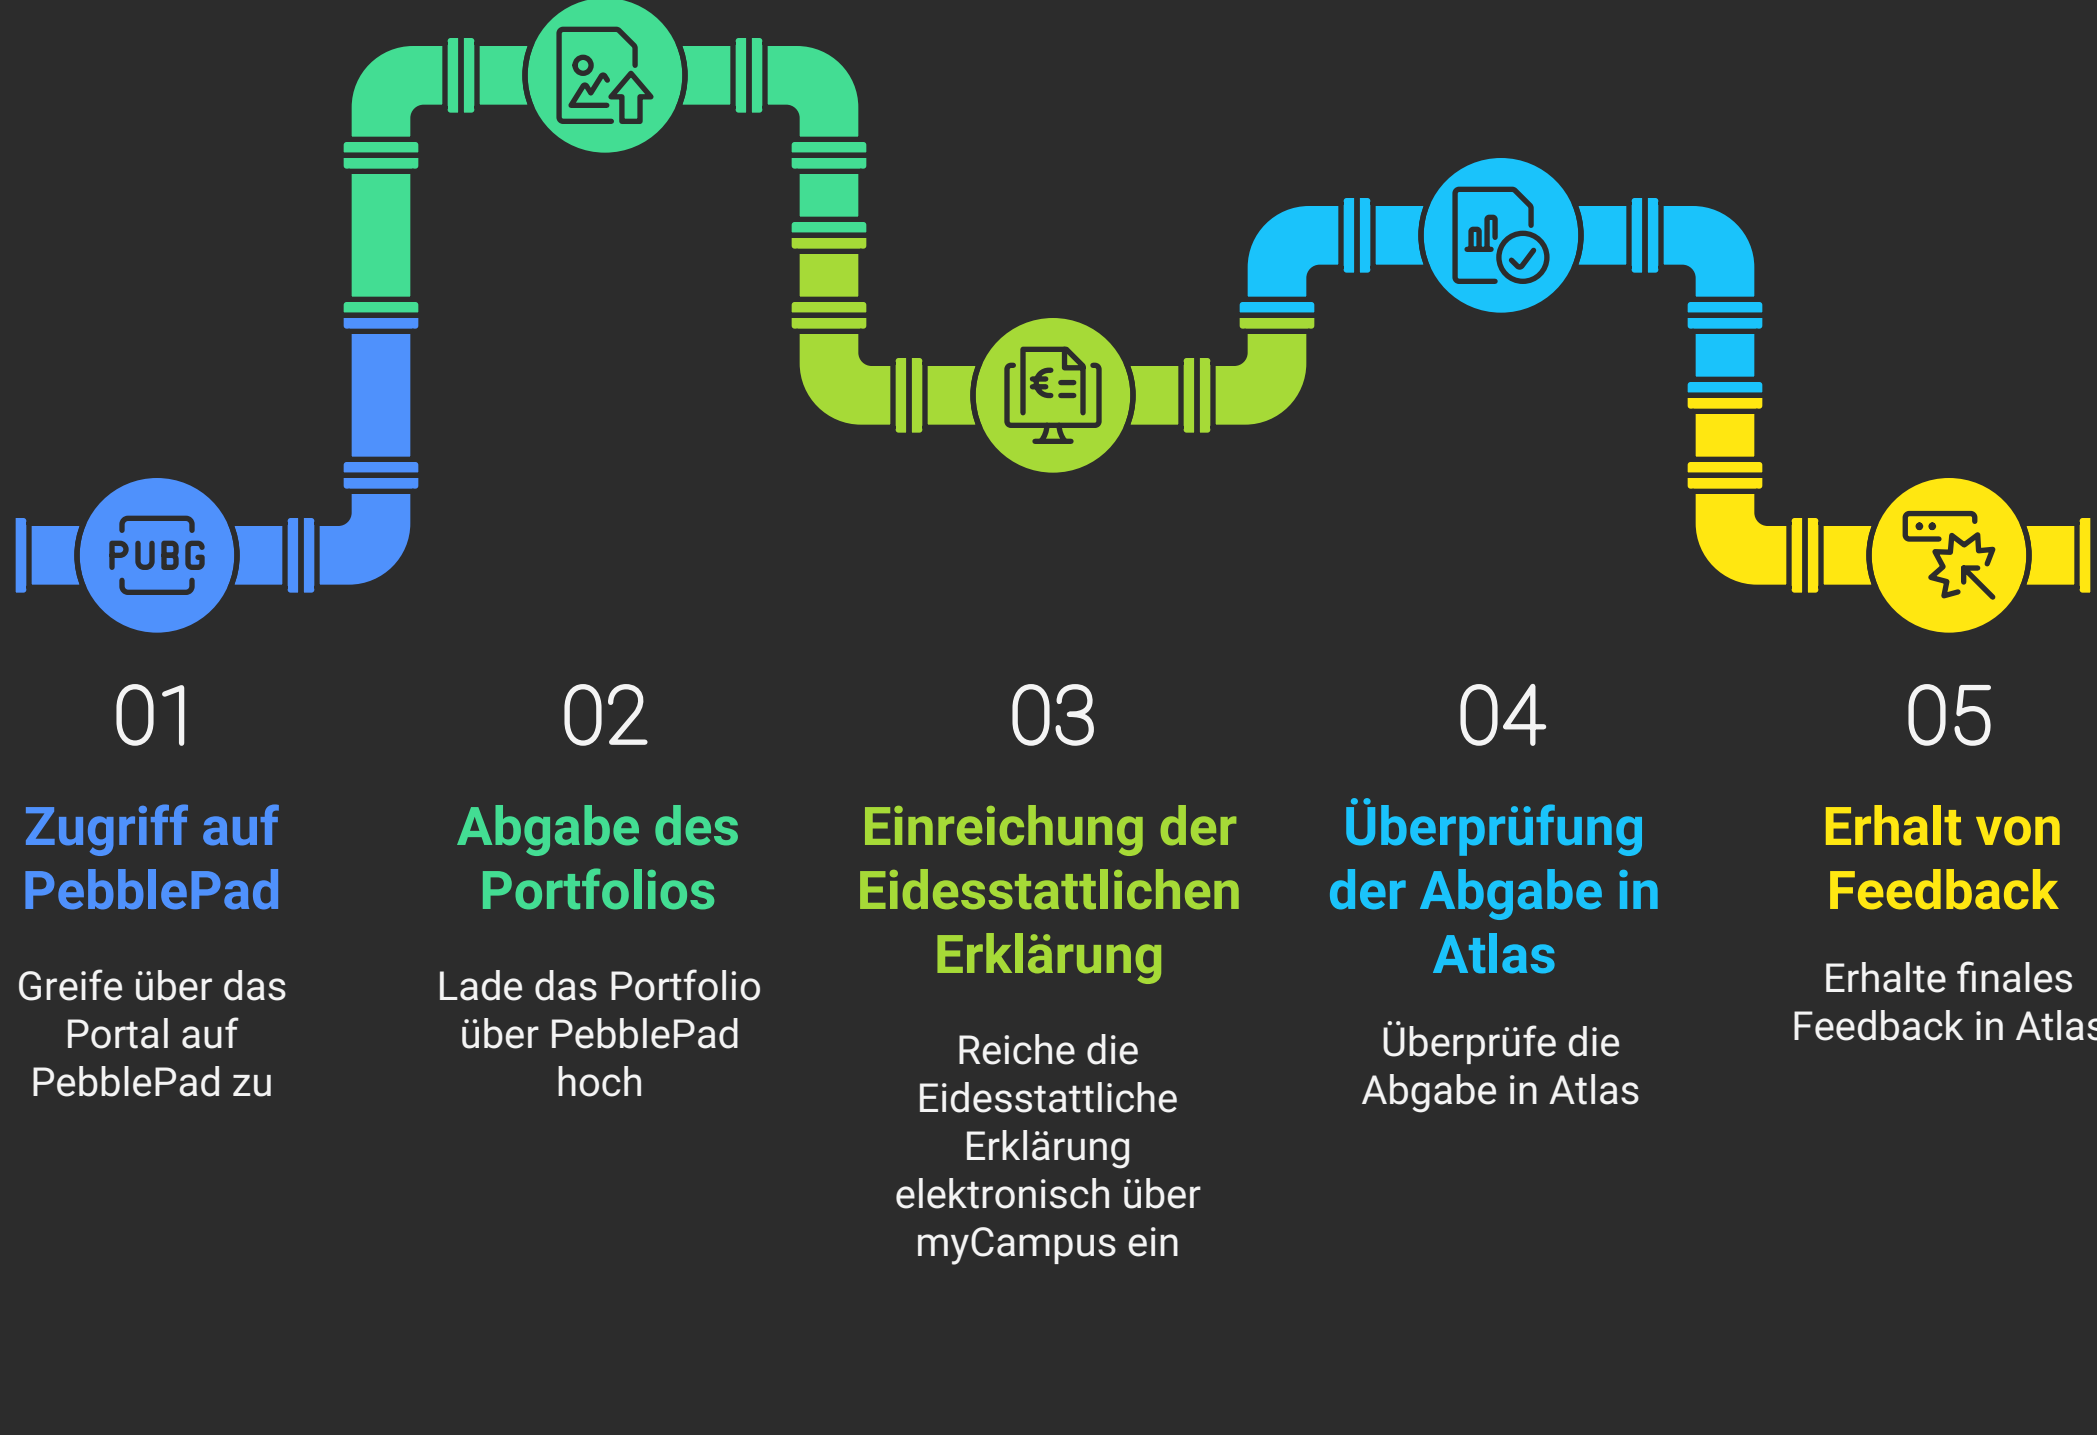 PUBG
€
01
Zugriff auf
PebblePad
Greife über das
Portal auf
PebblePad zu
02
Abgabe des
Portfolios
Lade das Portfolio
über PebblePad
hoch
03
Einreichung der
Eidesstattlichen
Erklärung
Reiche die
Eidesstattliche
Erklärung
elektronisch über
myCampus ein
04
Überprüfung
der Abgabe in
Atlas
Überprüfe die
Abgabe in Atlas
05
Erhalt von
Feedback
Erhalte finales
Feedback in Atlas